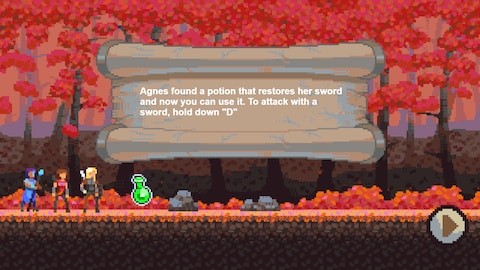 Agnes found a potion that restores her sword
and now you can use it. To attack with a
sword, hold down "D"